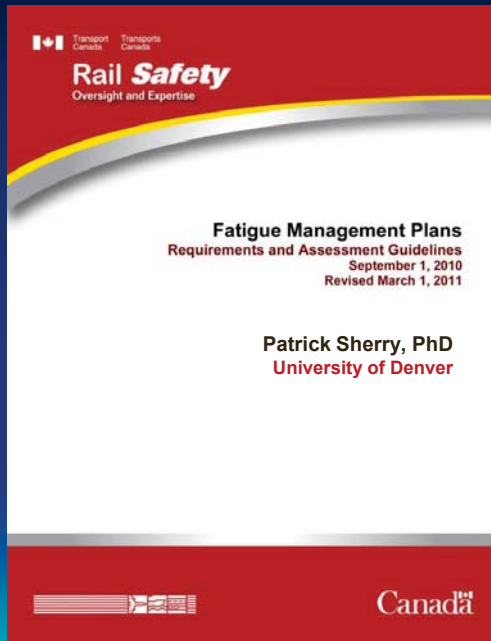 Transport Transports
Canada Canada
Rail Safety
Oversight and Expertise
Fatigue Management Plans
Requirements and Assessment Guidelines
September 1, 2010
Revised March 1, 2011
Patrick Sherry, PhD
University of Denver
Canada